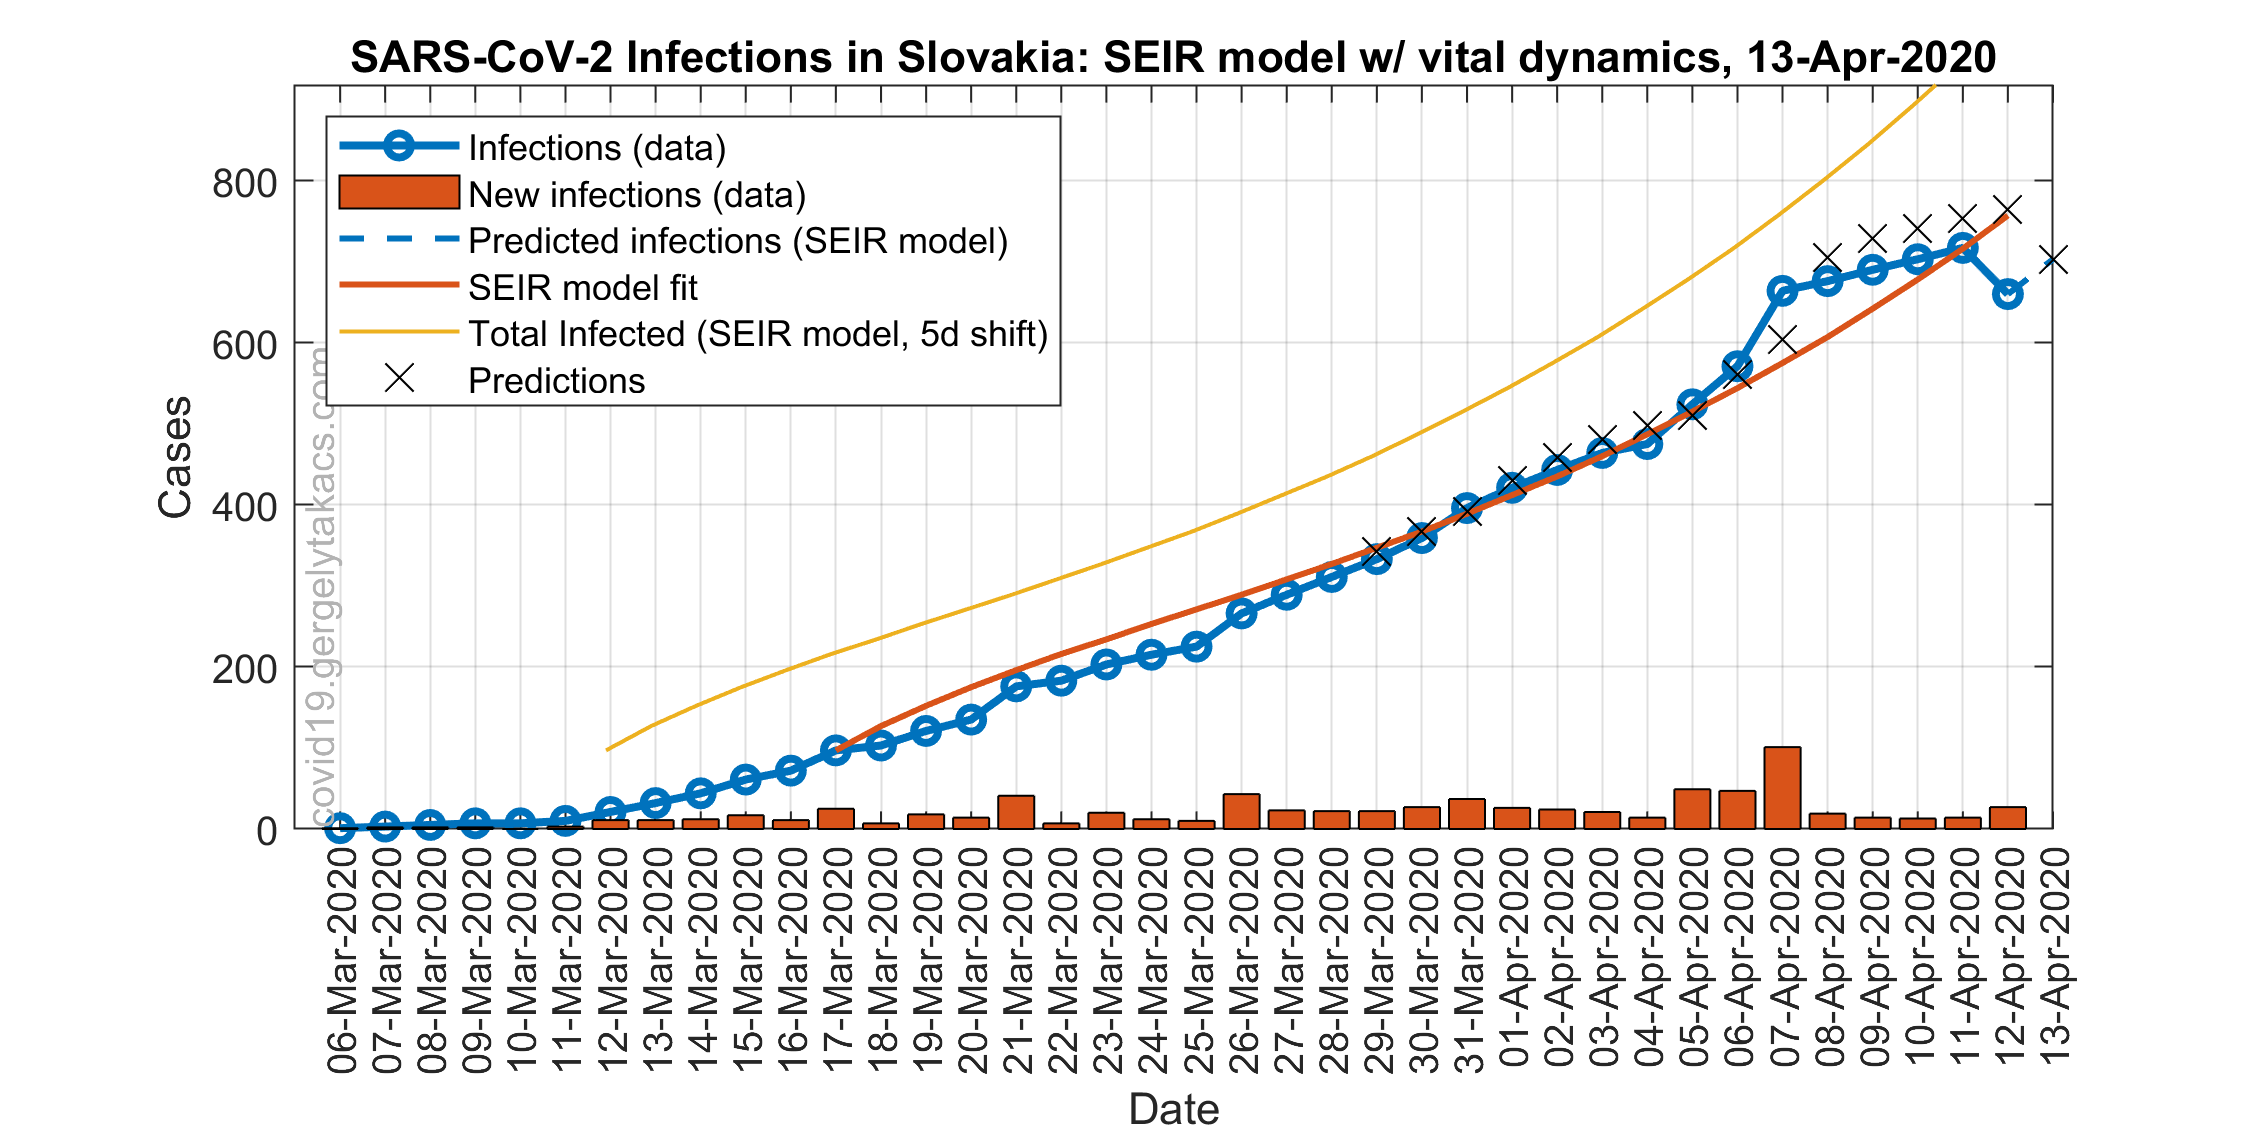 SARS-CoV-2 Infections in Slovakia: SEIR model w/ vital dynamics, 13-Apr-2020
Infections (data)
New infections (data)
Predicted infections (SEIR model)
SEIR model fit
Total Infected (SEIR model, 5d shift)
Predictions
covid19.gergelytakacs.com
Cases
800
600
400
200
0
06-Mar-2020
07-Mar-2020
08-Mar-2020
09-Mar-2020
10-Mar-2020
11-Mar-2020
12-Mar-2020
13-Mar-2020
14-Mar-2020
15-Mar-2020
16-Mar-2020
17-Mar-2020
18-Mar-2020
19-Mar-2020
20-Mar-2020
21-Mar-2020
22-Mar-2020
23-Mar-2020
24-Mar-2020
25-Mar-2020
26-Mar-2020
27-Mar-2020
28-Mar-2020
29-Mar-2020
30-Mar-2020
31-Mar-2020
01-Apr-2020
02-Apr-2020
03-Apr-2020
04-Apr-2020
05-Apr-2020
06-Apr-2020
07-Apr-2020
08-Apr-2020
09-Apr-2020
10-Apr-2020
11-Apr-2020
12-Apr-2020
13-Apr-2020
Date